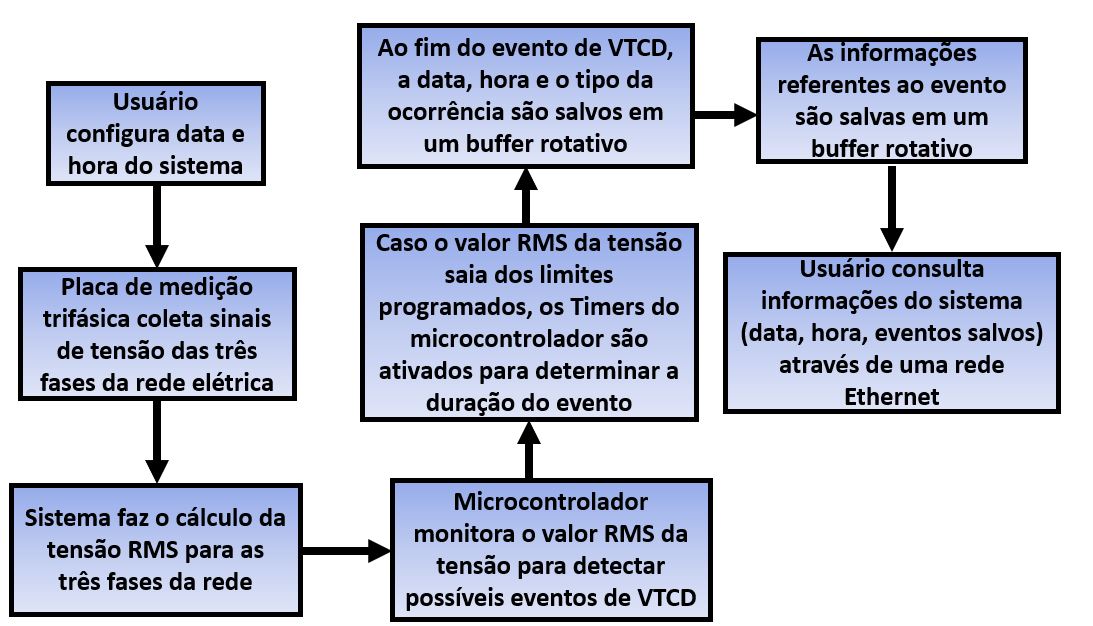 Usuário
configura data e
hora do sistema
Placa de medição
trifásica coleta sinais
de tensão das três
fases da rede elétrica
Sistema faz o cálculo da
tensão RMS para as
três fases da rede
Microcontrolador
monitora o valor RMS da
tensão para detectar
possíveis eventos de VTCD
Caso o valor RMS da tensão
saia dos limites
programados, os Timers do
microcontrolador são
ativados para determinar a
duração do evento
Ao fim do evento de VTCD,
a data, hora e o tipo da
ocorrência são salvos em
um buffer rotativo
As informações
referentes ao evento
são salvas em um
buffer rotativo
Usuário consulta
informações do sistema
(data, hora, eventos salvos)
através de uma rede
Ethernet